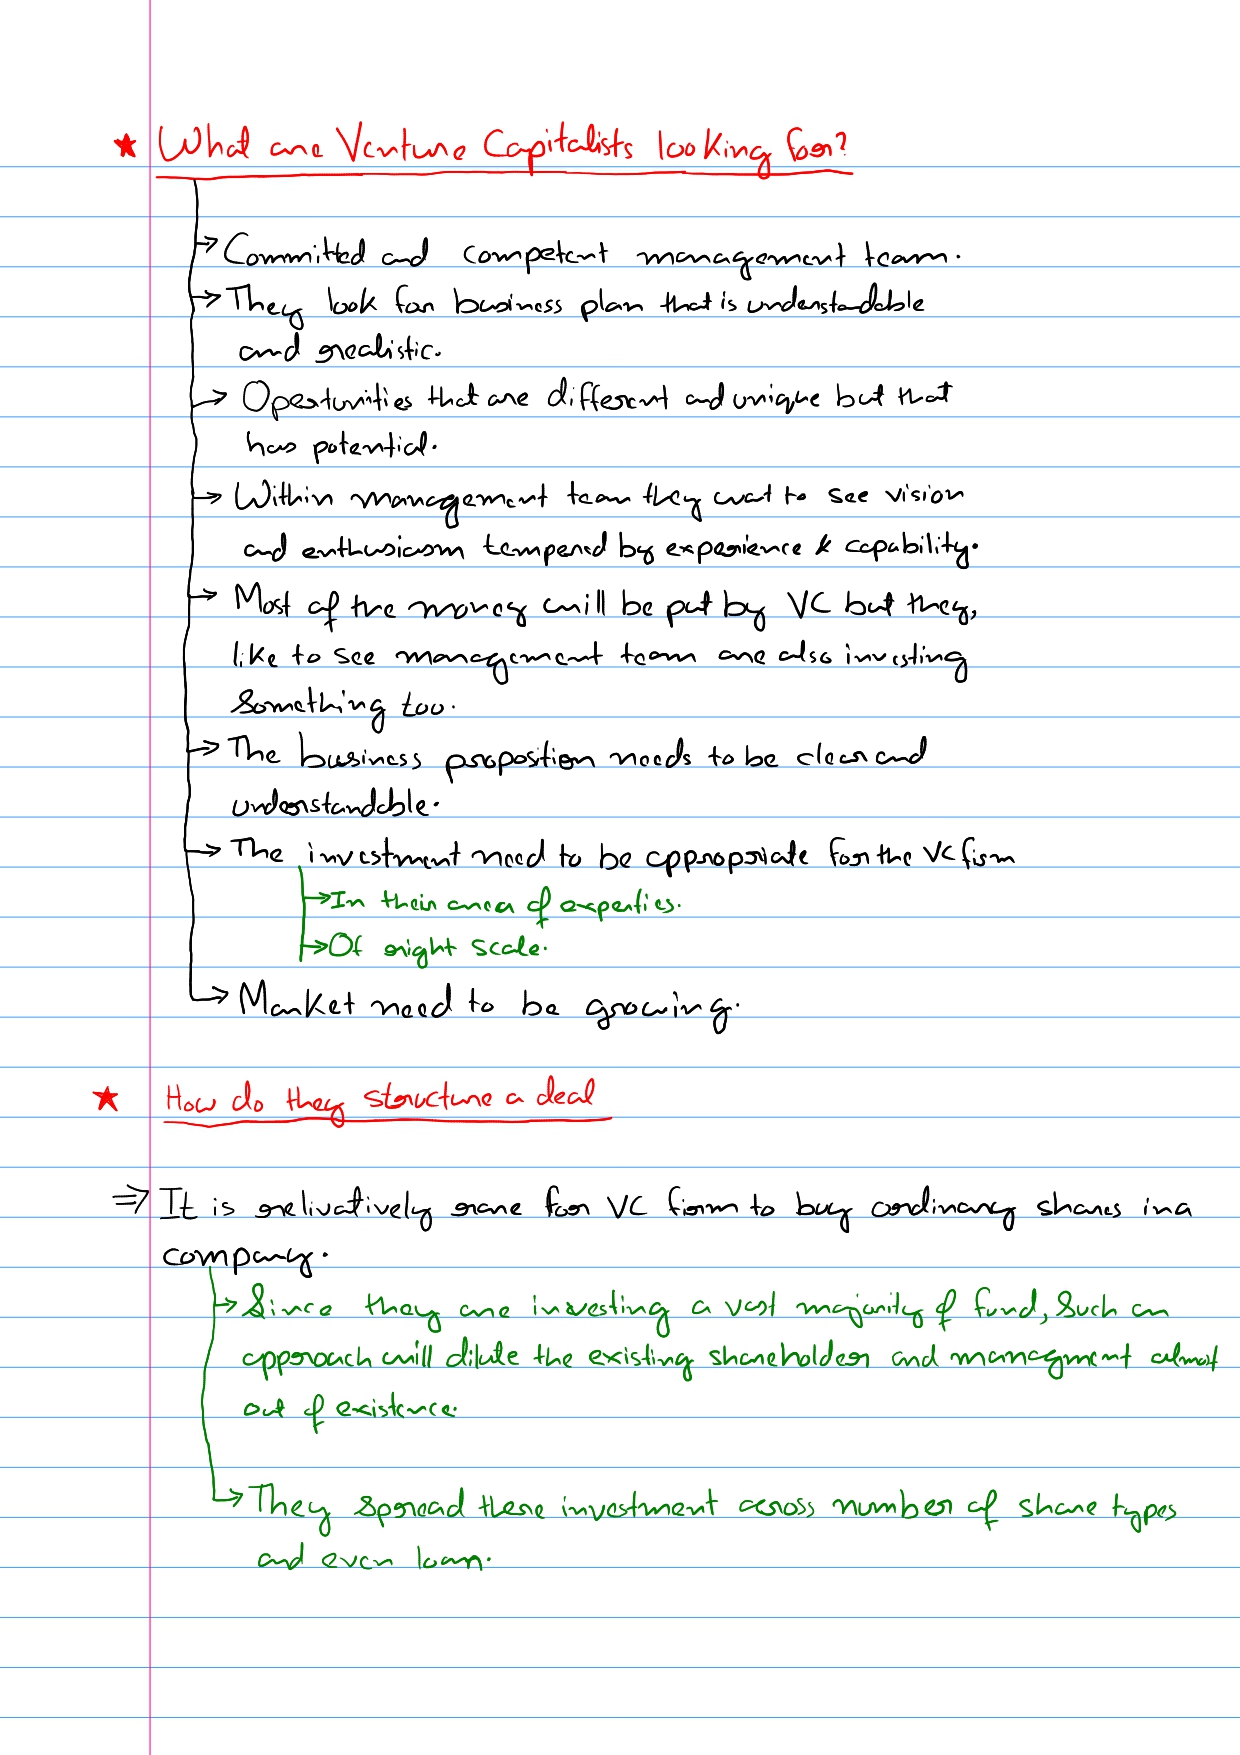 ★ What are Venture Capitalists looking for?
→ Committed and competent management team.
→ They look for business plan that is understandable
and realistic.
→ Opertunities that are different and unique but that
has potential.
→ Within management team they wat to see vision
and enthusiasm tempered by experience & capability.
→ Most of the money will be put by VC but they,
like to see management team are also investing
something too.
→ The business proposition needs to be clear and
understandable.
→ The investment need to be appropriate for the VC firm
→ In their area of experties.
→ Of right scale.
→ Market need to be growing.
★ How do they structure a deal
⇒ It is relivatively rare for VC firm to buy ordinary shares in a
company.
→ Since they are investing a vast majority of fund, Such an
approach will dilute the existing shareholder and managment almost
out of existence.
→ They spread there investment across number of share types
and even loan.